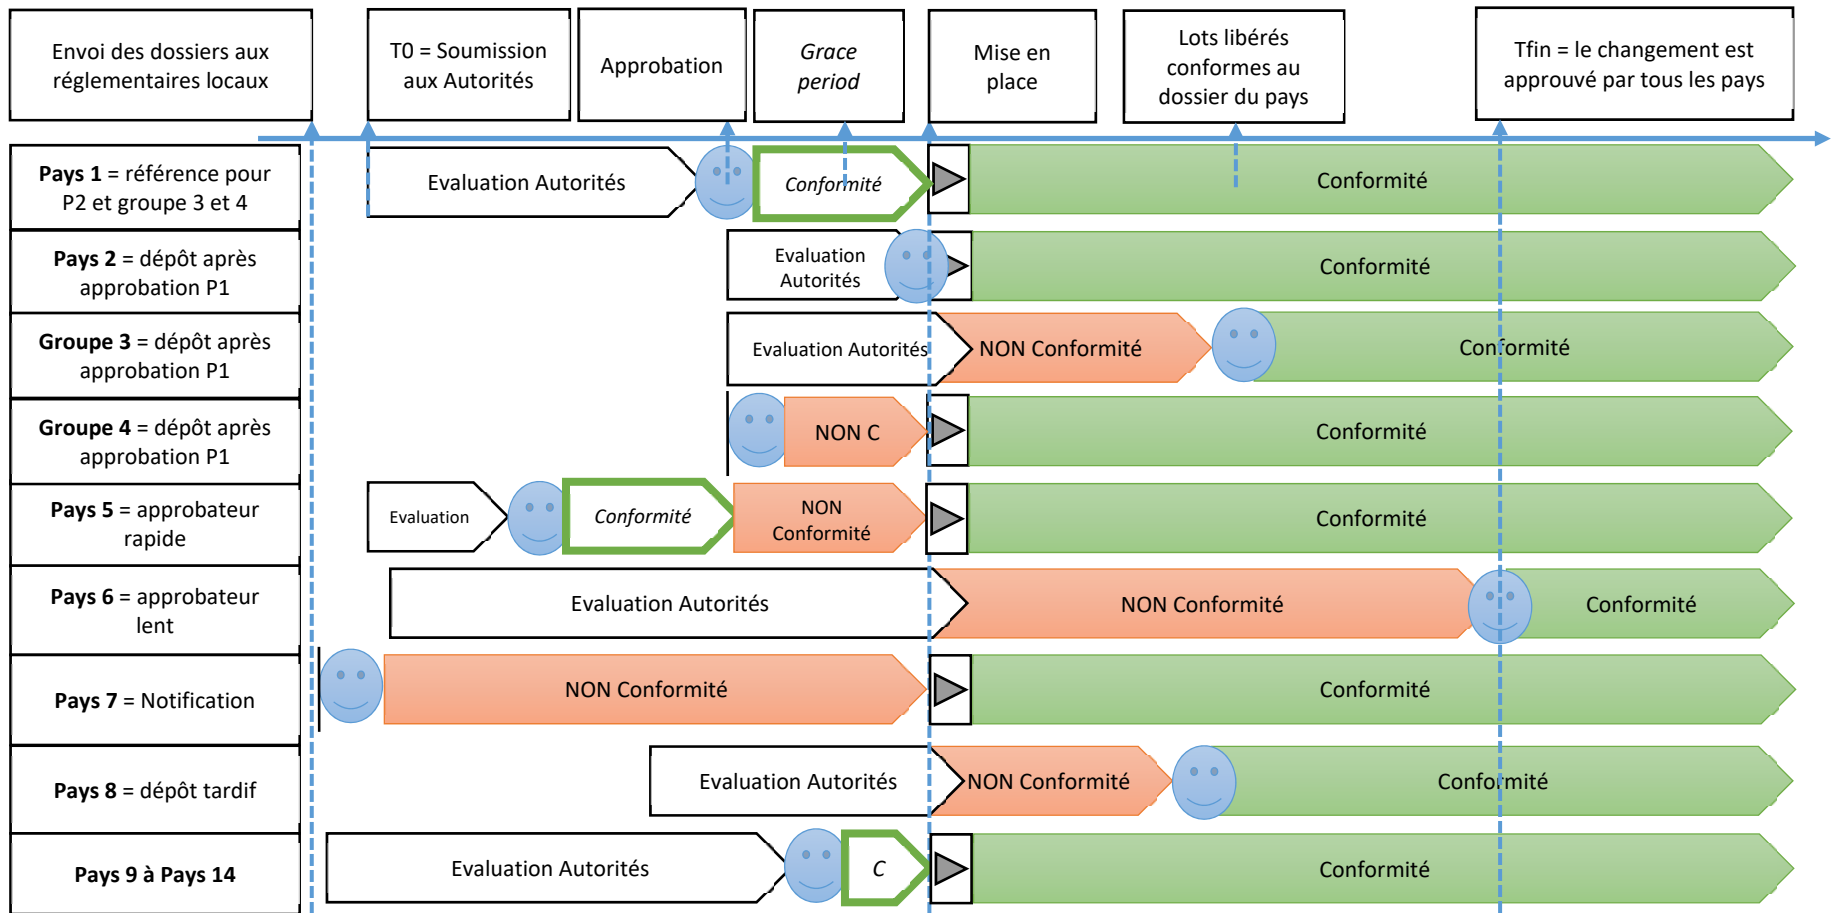 Envoi des dossiers aux
réglementaires locaux
T0 = Soumission
aux Autorités
Approbation
Grace
period
Mise en
place
Lots libérés
conformes au
dossier du pays
Tfin = le changement est
approuvé par tous les pays
Pays 1 = référence pour
P2 et groupe 3 et 4
Evaluation Autorités
Conformité
Conformité
Pays 2 = dépôt après
approbation P1
Evaluation
Autorités
Conformité
Groupe 3 = dépôt après
approbation P1
Evaluation Autorités
NON Conformité
Conformité
Groupe 4 = dépôt après
approbation P1
NON C
Conformité
Pays 5 = approbateur
rapide
Evaluation
Conformité
NON
Conformité
Conformité
Pays 6 = approbateur
lent
Evaluation Autorités
NON Conformité
Conformité
Pays 7 = Notification
NON Conformité
Conformité
Pays 8 = dépôt tardif
Evaluation Autorités
NON Conformité
Conformité
Pays 9 à Pays 14
Evaluation Autorités
C
Conformité